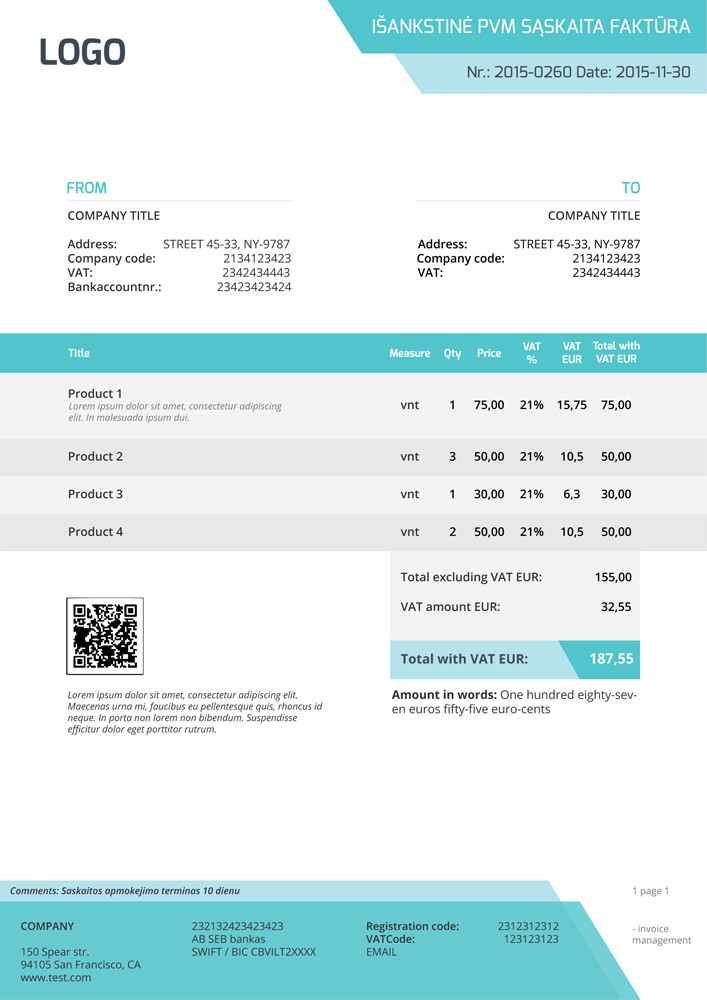 LOGO
IŠANKSTINĖ PVM SĄSKAITA FAKTŪRA
Nr.: 2015-0260 Date: 2015-11-30
FROM
TO
COMPANY TITLE
COMPANY TITLE
Address: STREET 45-33, NY-9787
Company code: 2134123423
VAT: 2342434443
Bankaccountnr.: 23423423424
Address: STREET 45-33, NY-9787
Company code: 2134123423
VAT: 2342434443
Title Measure Qty Price VAT % VAT EUR Total with VAT EUR
Product 1
Lorem ipsum dolor sit amet, consectetur adipiscing
elit. In malesuada ipsum dui.
vnt 1 75,00 21% 15,75 75,00
Product 2 vnt 3 50,00 21% 10,5 50,00
Product 3 vnt 1 30,00 21% 6,3 30,00
Product 4 vnt 2 50,00 21% 10,5 50,00
Total excluding VAT EUR: 155,00
VAT amount EUR: 32,55
Total with VAT EUR: 187,55
Amount in words: One hundred eighty-sev-
en euros fifty-five euro-cents
Lorem ipsum dolor sit amet, consectetur adipiscing elit.
Maecenas urna mi, faucibus eu pellentesque quis, rhoncus id
neque. In porta non lorem non bibendum. Suspendisse
efficitur dolor eget porttitor rutrum.
Comments: Saskaitos apmokejimo terminas 10 dienu
1 page 1
COMPANY
150 Spear str.
94105 San Francisco, CA
www.test.com
232132423423423
AB SEB bankas
SWIFT / BIC CBVILT2XXXX
Registration code: 2312312312
VATCode: 123123123
EMAIL
- invoice
management